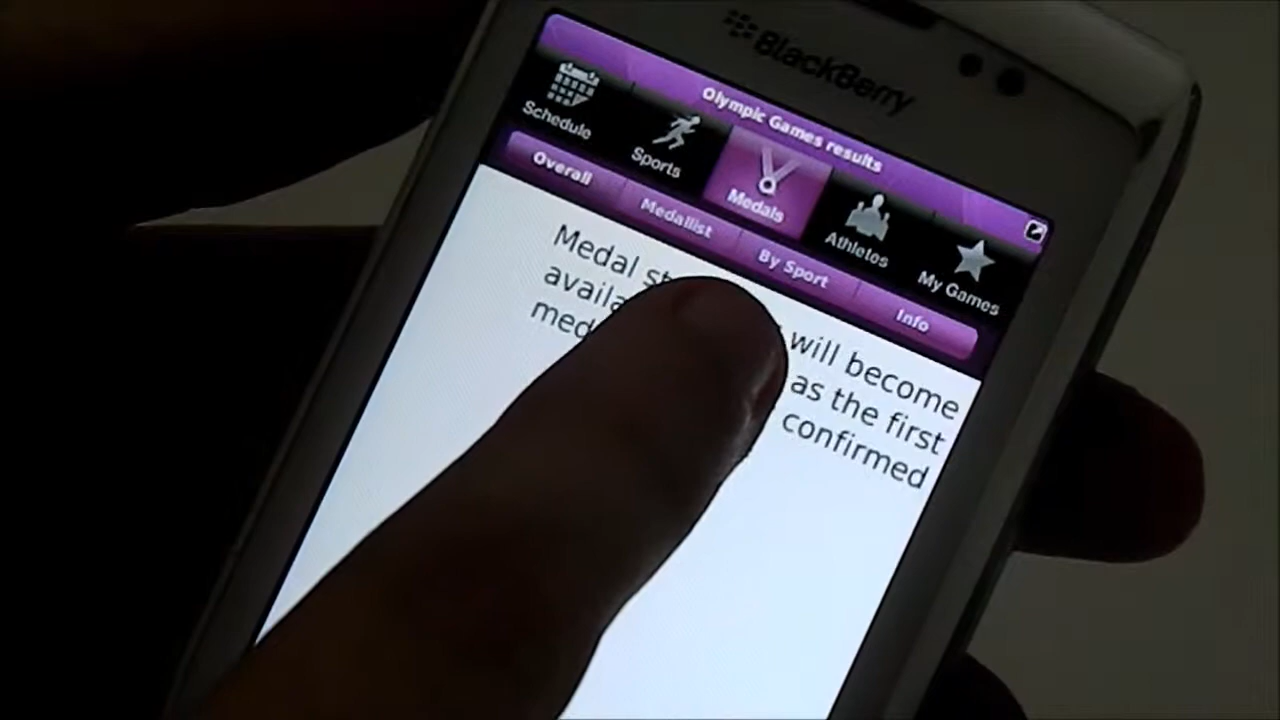 BlackBerry
Olympic Games results
Schedule
Sports
Medals
Athletes
My Games
Overall
Medallist
By Sport
Info
Medal will become
as the first
confirmed